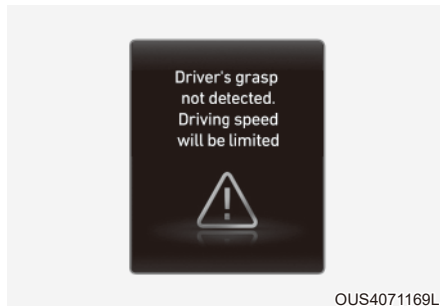 Driver's grasp
not detected.
Driving speed
will be limited
OUS4071169L